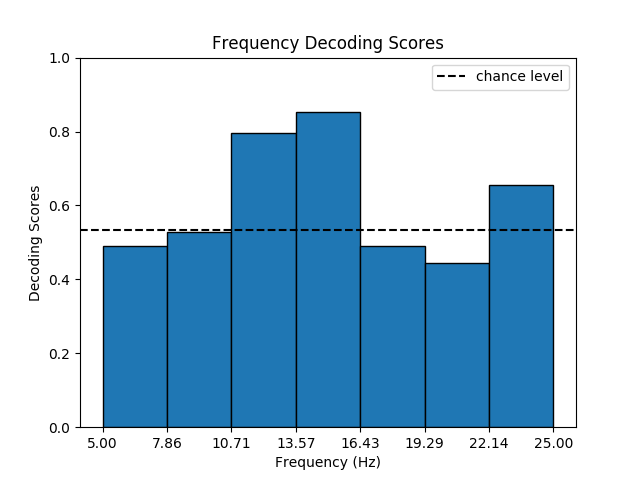 Frequency Decoding Scores
chance level
1.0
0.8
0.6
0.4
0.2
0.0
Decoding Scores
5.00 7.86 10.71 13.57 16.43 19.29 22.14 25.00
Frequency (Hz)